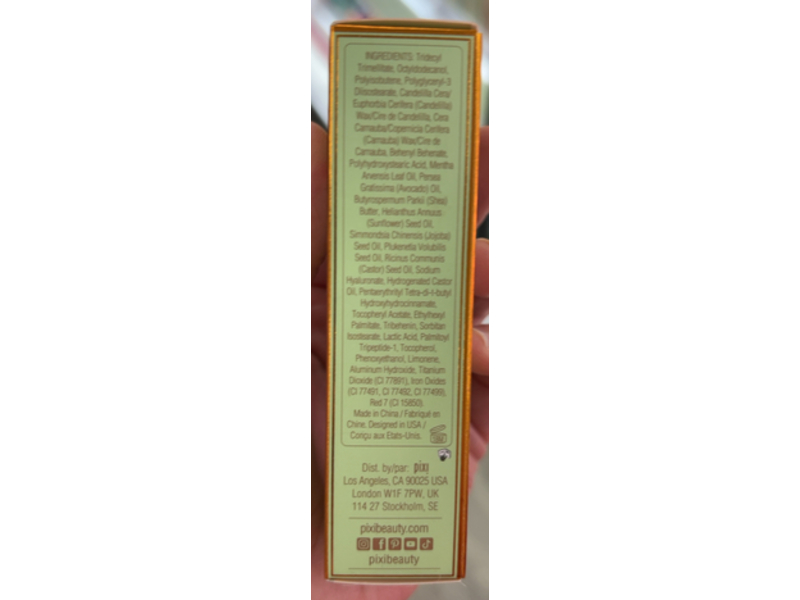 INGREDIENTS: Tridecyl
Trimellitate, Octyldodecanol,
Polyisobutene, Polyglyceryl-3
Diisostearate, Candelilla Cera/
Euphorbia Cerifera (Candelilla)
Wax/Cire de Candelilla, Cera
Carnauba/Copernicia Cerifera
(Carnauba) Wax/Cire de
Carnauba, Behenyl Behenate,
Polyhydroxystearic Acid, Mentha
Arvensis Leaf Oil, Persea
Gratissima (Avocado) Oil,
Butyrospermum Parkii (Shea)
Butter, Helianthus Annuus
(Sunflower) Seed Oil,
Simmondsia Chinensis (Jojoba)
Seed Oil, Plukenetia Volubilis
Seed Oil, Ricinus Communis
(Castor) Seed Oil, Sodium
Hyaluronate, Hydrogenated Castor
Oil, Pentaerythrityl Tetra-di-t-butyl
Hydroxyhydrocinnamate,
Tocopheryl Acetate, Ethylhexyl
Palmitate, Tribehenin, Sorbitan
Isostearate, Lactic Acid, Palmitoyl
Tripeptide-1, Tocopherol,
Phenoxyethanol, Limonene,
Aluminum Hydroxide, Titanium
Dioxide (CI 77891), Iron Oxides
(CI 77491, CI 77492, CI 77499),
Red 7 (CI 15850).
Made in China / Fabriqué en
Chine. Designed in USA /
Conçu aux Etats-Unis.
Dist. by/par: pixi
Los Angeles, CA 90025 USA
London W1F 7PW, UK
114 27 Stockholm, SE
pixibeauty.com
pixibeauty